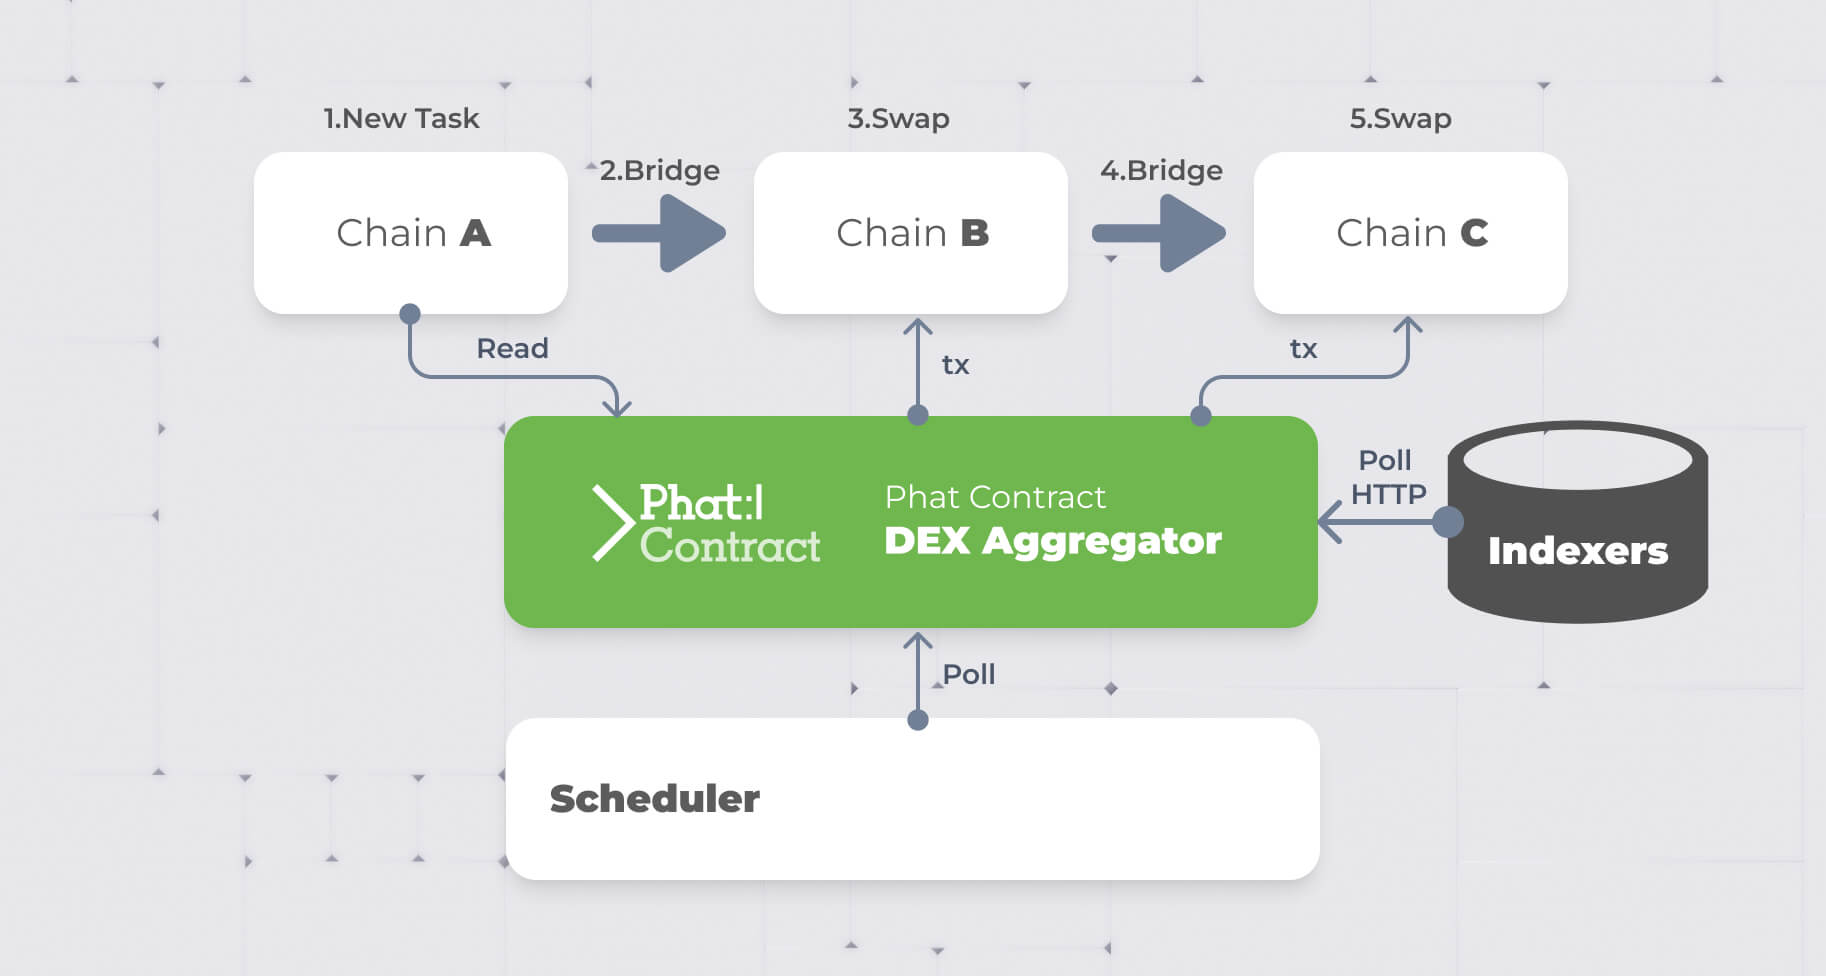 1.New Task
3.Swap
5.Swap
2.Bridge
4.Bridge
Chain A
Chain B
Chain C
Read
tx
tx
Phat:|
Contract
Phat Contract
DEX Aggregator
Poll
HTTP
Indexers
Poll
Scheduler